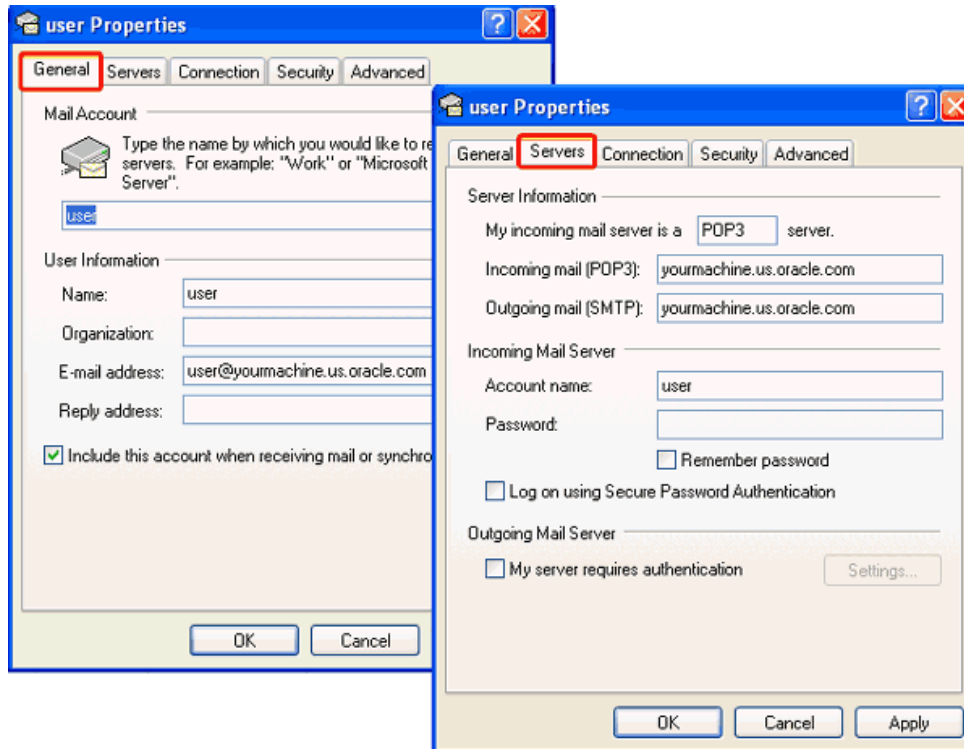 user Properties
General Servers Connection Security Advanced
Mail Account
Type the name by which you would like to re
servers. For example: "Work" or "Microsoft
Server".
user
User Information
Name: user
Organization:
E-mail address: user@yourmachine.us.oracle.com
Reply address:
Include this account when receiving mail or synchro
OK Cancel
user Properties
General Servers Connection Security Advanced
Server Information
My incoming mail server is a POP3 server.
Incoming mail (POP3): yourmachine.us.oracle.com
Outgoing mail (SMTP): yourmachine.us.oracle.com
Incoming Mail Server
Account name: user
Password:
Remember password
Log on using Secure Password Authentication
Outgoing Mail Server
My server requires authentication Settings...
OK Cancel Apply